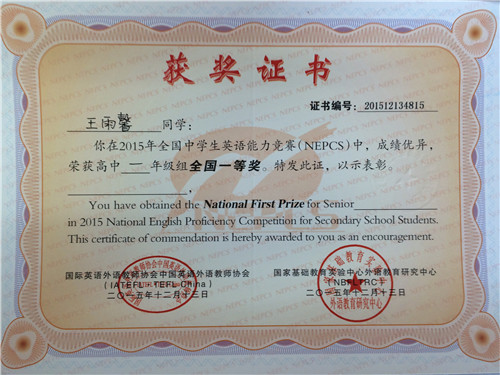 获奖证书
证书编号：201512134815
王雨馨 同学：
你在2015年全国中学生英语能力竞赛(NEPCS)中，成绩优异，
荣获高中 一 年级组全国一等奖。特发此证，以示表彰。
You have obtained the National First Prize for Senior
in 2015 National English Proficiency Competition for Secondary School Students.
This certificate of commendation is hereby awarded to you as an encouragement.
国际英语外语教师协会中国英语外语教师协会
(IATEFL TEFL China)
二〇一五年十二月十三日
国家基础教育实验中心外语教育研究中心
二〇一五年十二月十三日
外语教育研究中心